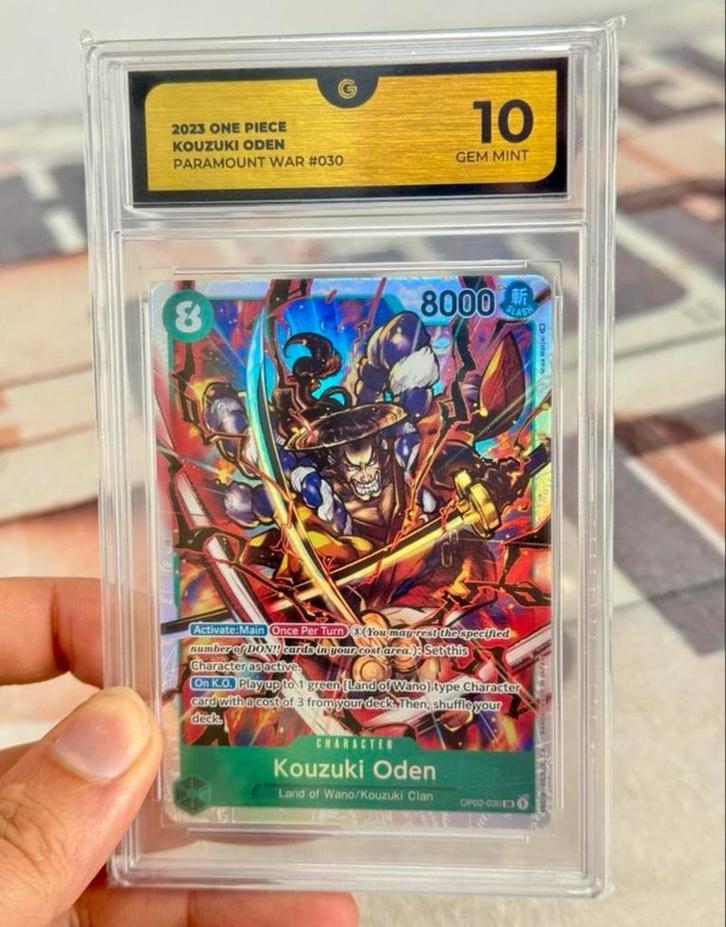 G
2023 ONE PIECE
KOUZUKI ODEN
PARAMOUNT WAR #030
10
GEM MINT
8
8000
斬
SLASH
Activate:Main Once Per Turn ③(You may rest the specified
number of DON!! cards in your cost area.): Set this
Character as active.
On K.O. Play up to 1 green {Land of Wano} type Character
card with a cost of 3 from your deck. Then, shuffle your
deck.
CHARACTER
Kouzuki Oden
Land of Wano/Kouzuki Clan
OP02-030 SR 1